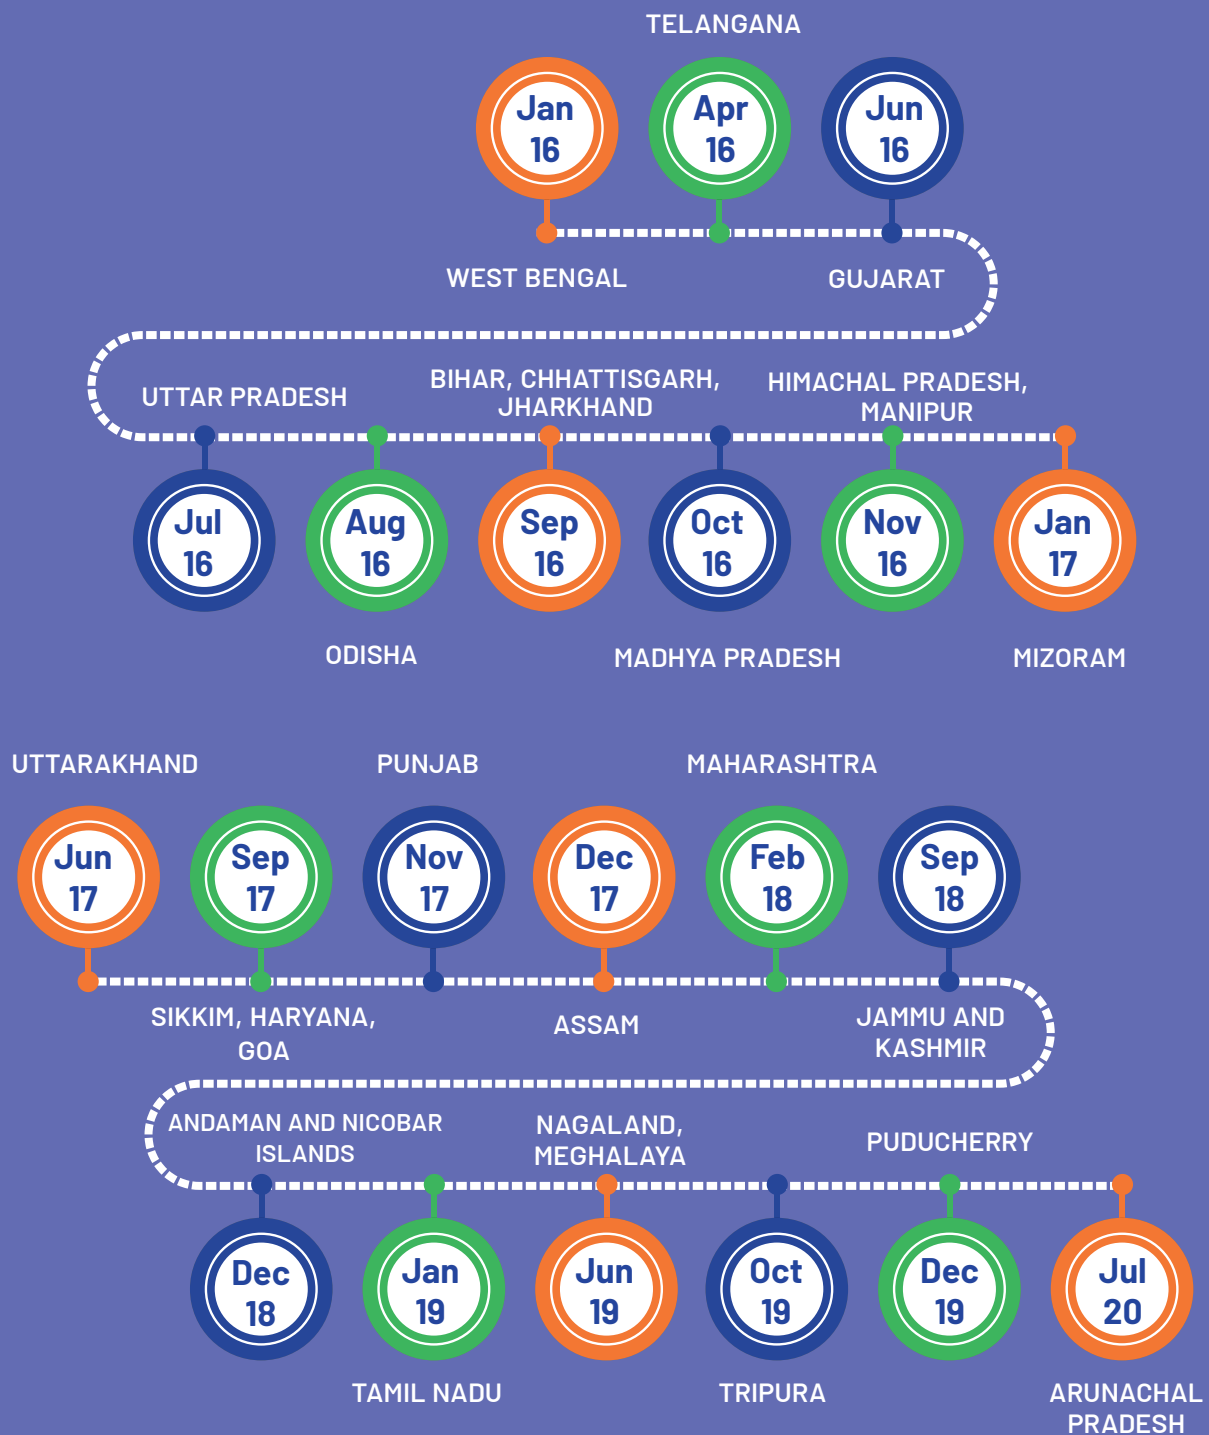 TELANGANA
Jan
16
Apr
16
Jun
16
WEST BENGAL
GUJARAT
UTTAR PRADESH
BIHAR, CHHATTISGARH,
JHARKHAND
HIMACHAL PRADESH,
MANIPUR
Jul
16
Aug
16
Sep
16
Oct
16
Nov
16
Jan
17
ODISHA
MADHYA PRADESH
MIZORAM
UTTARAKHAND
PUNJAB
MAHARASHTRA
Jun
17
Sep
17
Nov
17
Dec
17
Feb
18
Sep
18
SIKKIM, HARYANA,
GOA
ASSAM
JAMMU AND
KASHMIR
ANDAMAN AND NICOBAR
ISLANDS
NAGALAND,
MEGHALAYA
PUDUCHERRY
Dec
18
Jan
19
Jun
19
Oct
19
Dec
19
Jul
20
TAMIL NADU
TRIPURA
ARUNACHAL
PRADESH